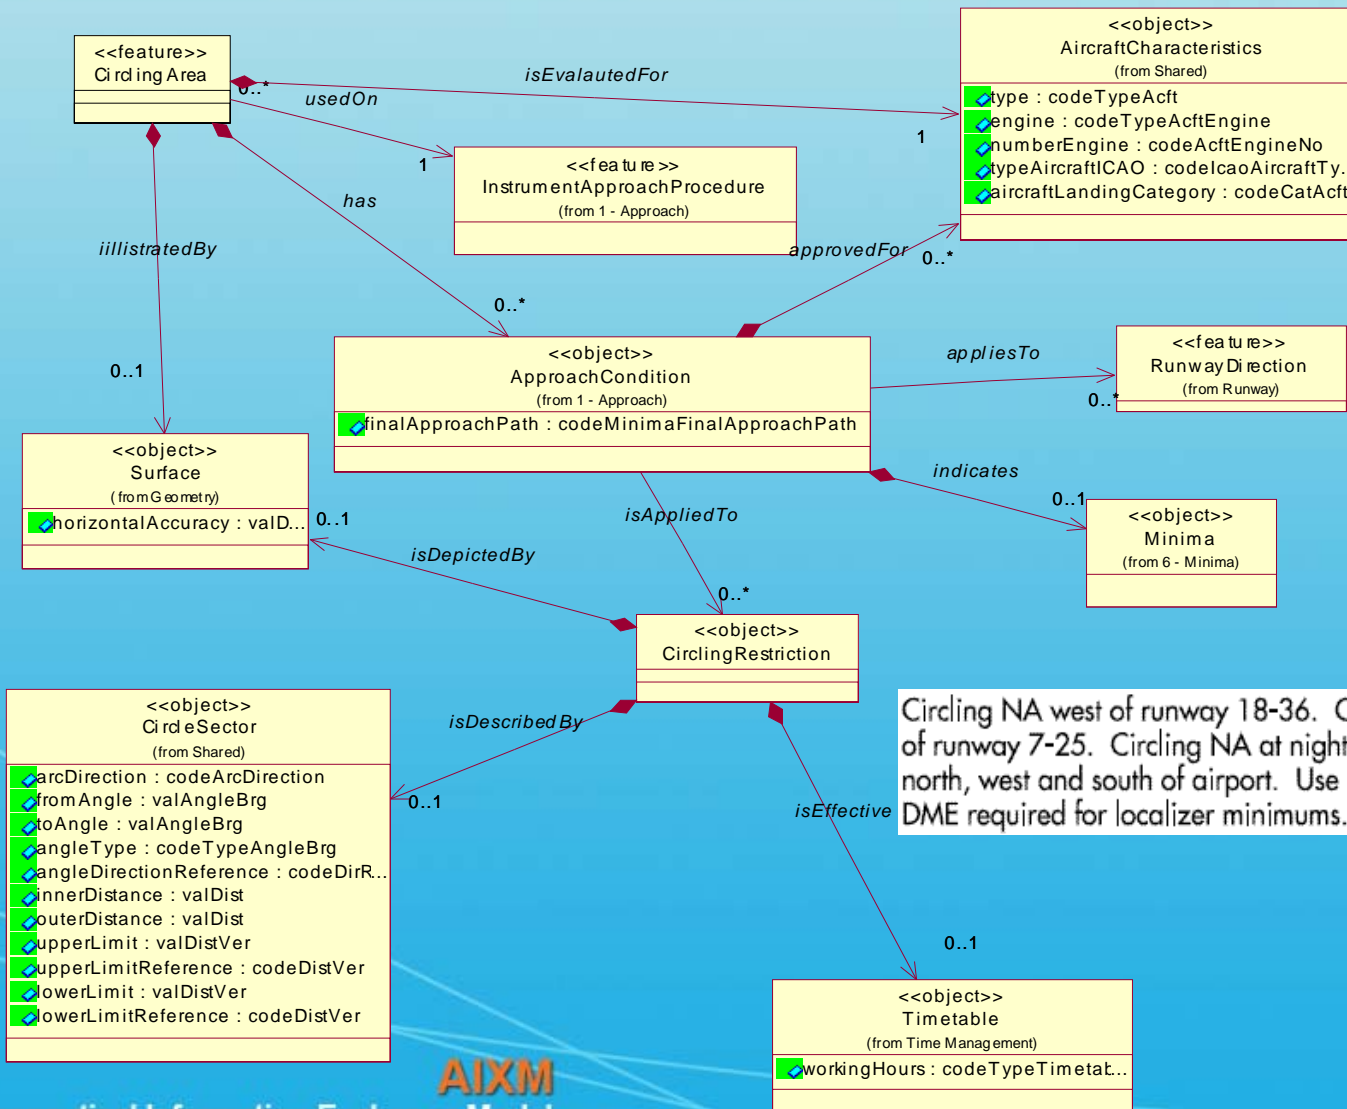 <<feature>>
CirclingArea
0..*
isEvalautedFor
usedOn
1
1
<<object>>
AircraftCharacteristics
(from Shared)
type : codeTypeAcft
engine : codeTypeAcftEngine
numberEngine : codeAcftEngineNo
typeAircraftICAO : codeIcaoAircraftTy...
aircraftLandingCategory : codeCatAcft
<<feature>>
InstrumentApproachProcedure
(from 1 - Approach)
has
iillistratedBy
approvedFor
0..*
0..*
0..1
<<object>>
ApproachCondition
(from 1 - Approach)
finalApproachPath : codeMinimaFinalApproachPath
appliesTo
0..*
<<feature>>
RunwayDirection
(from Runway)
<<object>>
Surface
(from Geometry)
horizontalAccuracy : valD...
0..1
isDepictedBy
isAppliedTo
0..*
indicates
0..1
<<object>>
Minima
(from 6 - Minima)
<<object>>
CirclingRestriction
<<object>>
CircleSector
(from Shared)
arcDirection : codeArcDirection
fromAngle : valAngleBrg
toAngle : valAngleBrg
angleType : codeTypeAngleBrg
angleDirectionReference : codeDirR...
innerDistance : valDist
outerDistance : valDist
upperLimit : valDistVer
upperLimitReference : codeDistVer
lowerLimit : valDistVer
lowerLimitReference : codeDistVer
isDescribedBy
0..1
isEffective
0..1
Circling NA west of runway 18-36. C
of runway 7-25. Circling NA at night
north, west and south of airport. Use
DME required for localizer minimums.
<<object>>
Timetable
(from Time Management)
workingHours : codeTypeTimetab...
AIXM